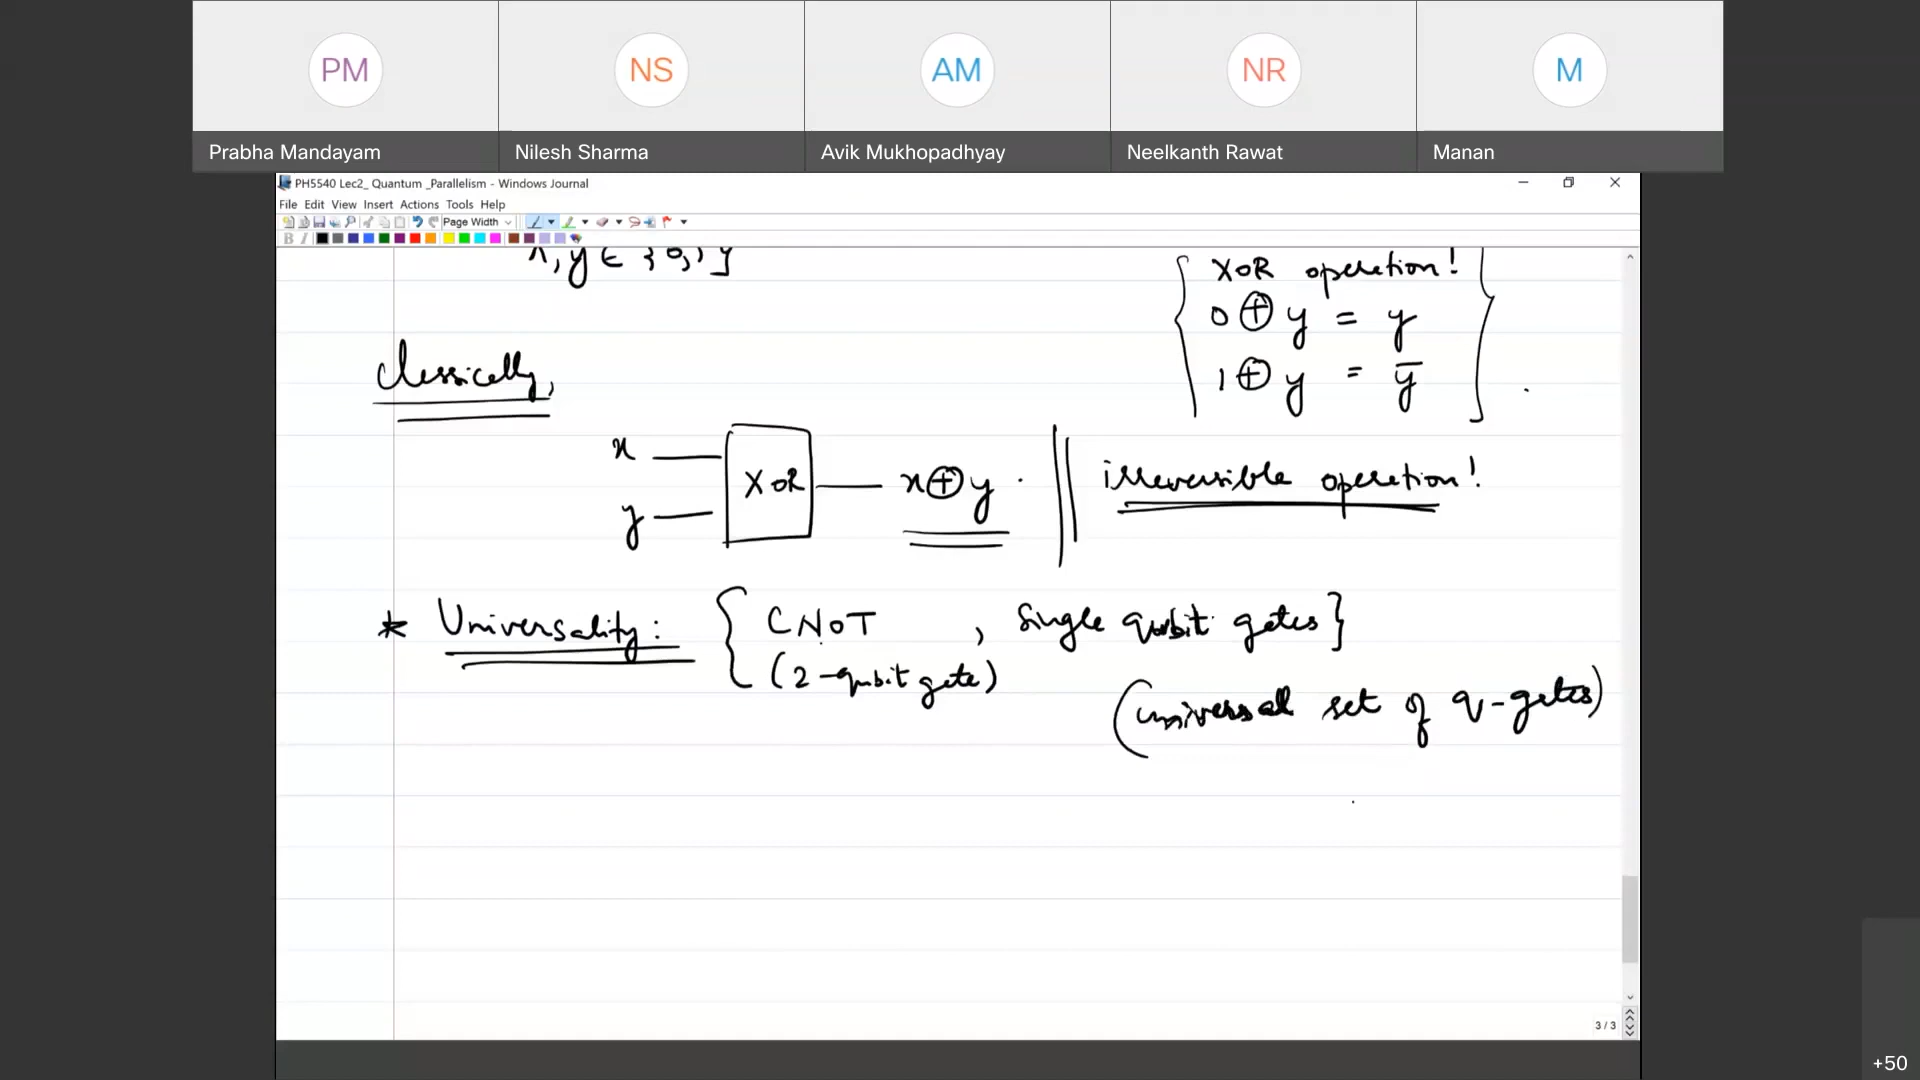 PM
NS
AM
NR
M
Prabha Mandayam
Nilesh Sharma
Avik Mukhopadhyay
Neelkanth Rawat
Manan
PH5540 Lec2_ Quantum _Parallelism - Windows Journal
File Edit View Insert Actions Tools Help
Page Width
B I
x, y ∈ {0, 1}
XOR operation!
0 ⊕ y = y
1 ⊕ y = ȳ
Classically,
x
XOR
y
x ⊕ y
irreversible operation!
* Universality: { CNOT , Single qubit gates}
(2-qubit gate)
(universal set of q-gates)
3 / 3
+50